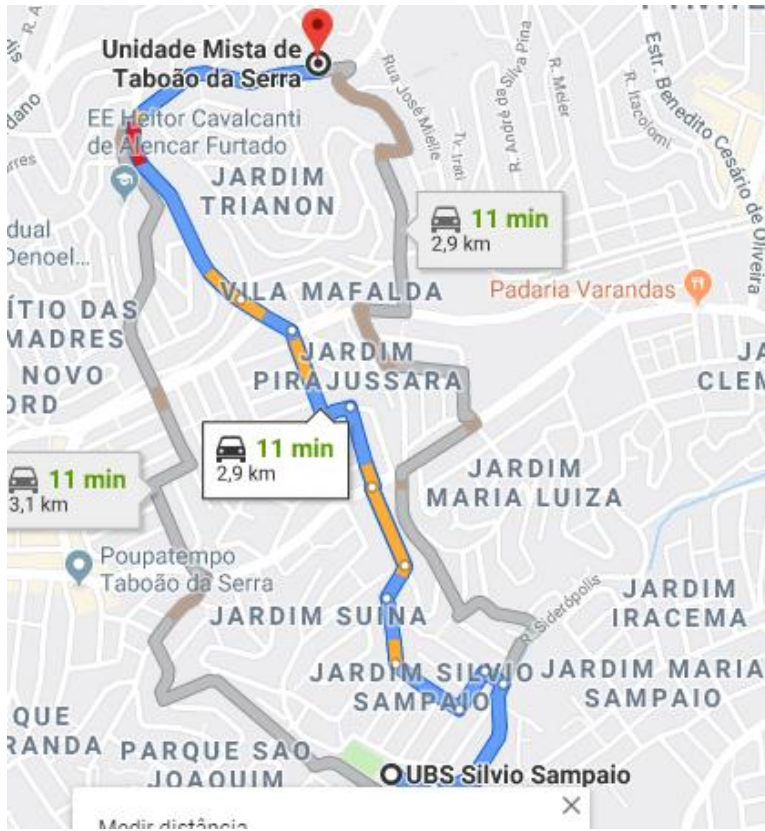 Unidade Mista de
Taboão da Serra
Silva Pina
Rua José Mielle
R. Meler
R. Itacolomi
Tv. Irati
R. André da
Estr. Benedito Cesário de Oliveira
EE Heitor Cavalcanti
de Alencar Furtado
JARDIM
TRIANON
dual
Denoel...
11 min
2,9 km
VILA MAFALDA
Padaria Varandas
ÍTIO DAS
MADRES
NOVO
ORD
JARDIM
PIRAJUSSARA
JA
CLEM
11 min
2,9 km
11 min
3,1 km
JARDIM
MARIA LUIZA
Poupatempo
Taboão da Serra
R. Siderópolis
JARDIM
IRACEMA
JARDIM SUINA
JARDIM SILVIO
SAMPAIO
JARDIM MARIA
SAMPAIO
QUE
RANDA
PARQUE SAO
JOAQUIM
UBS Silvio Sampaio
Medir distância